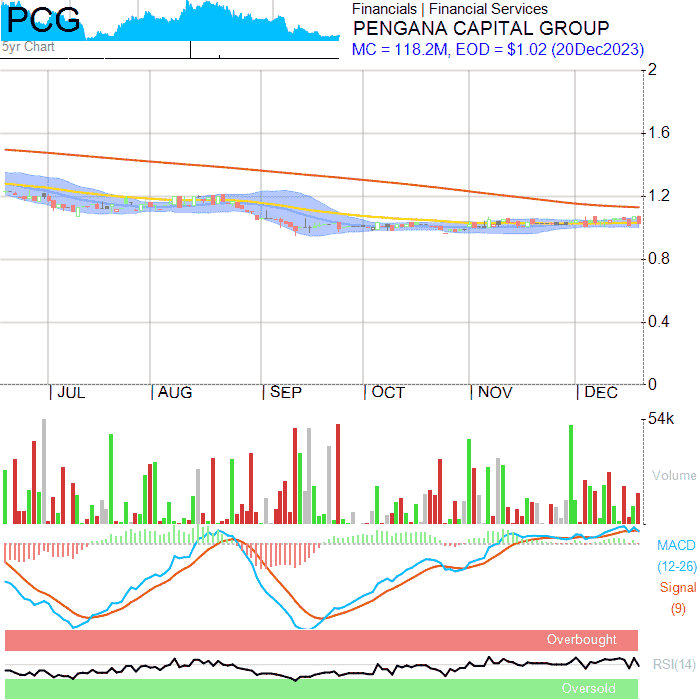 PCG
5yr Chart
Financials | Financial Services
PENGANA CAPITAL GROUP
MC = 118.2M, EOD = $1.02 (20Dec2023)
2
1.6
1.2
0.8
0.4
0
JUL AUG SEP OCT NOV DEC
54k
Volume
MACD
(12-26)
Signal
(9)
Overbought
RSI(14)
Oversold